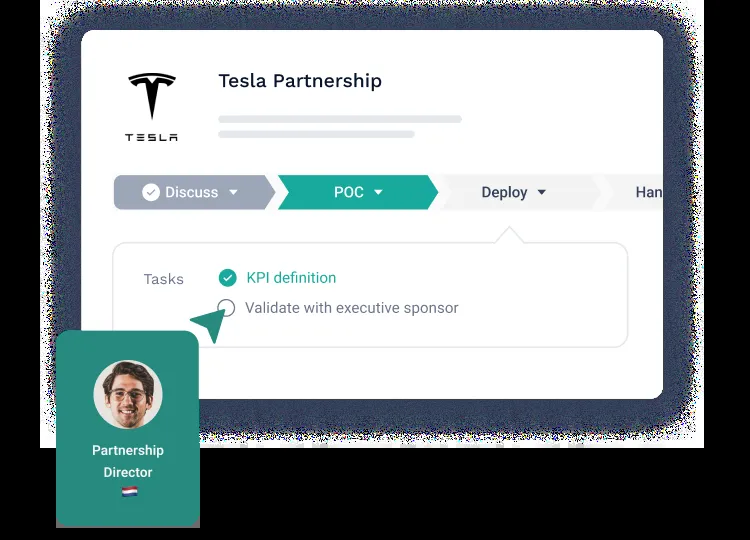 Tesla Partnership
TESLA
Discuss
POC
Deploy
Han
Tasks
KPI definition
Validate with executive sponsor
Partnership
Director